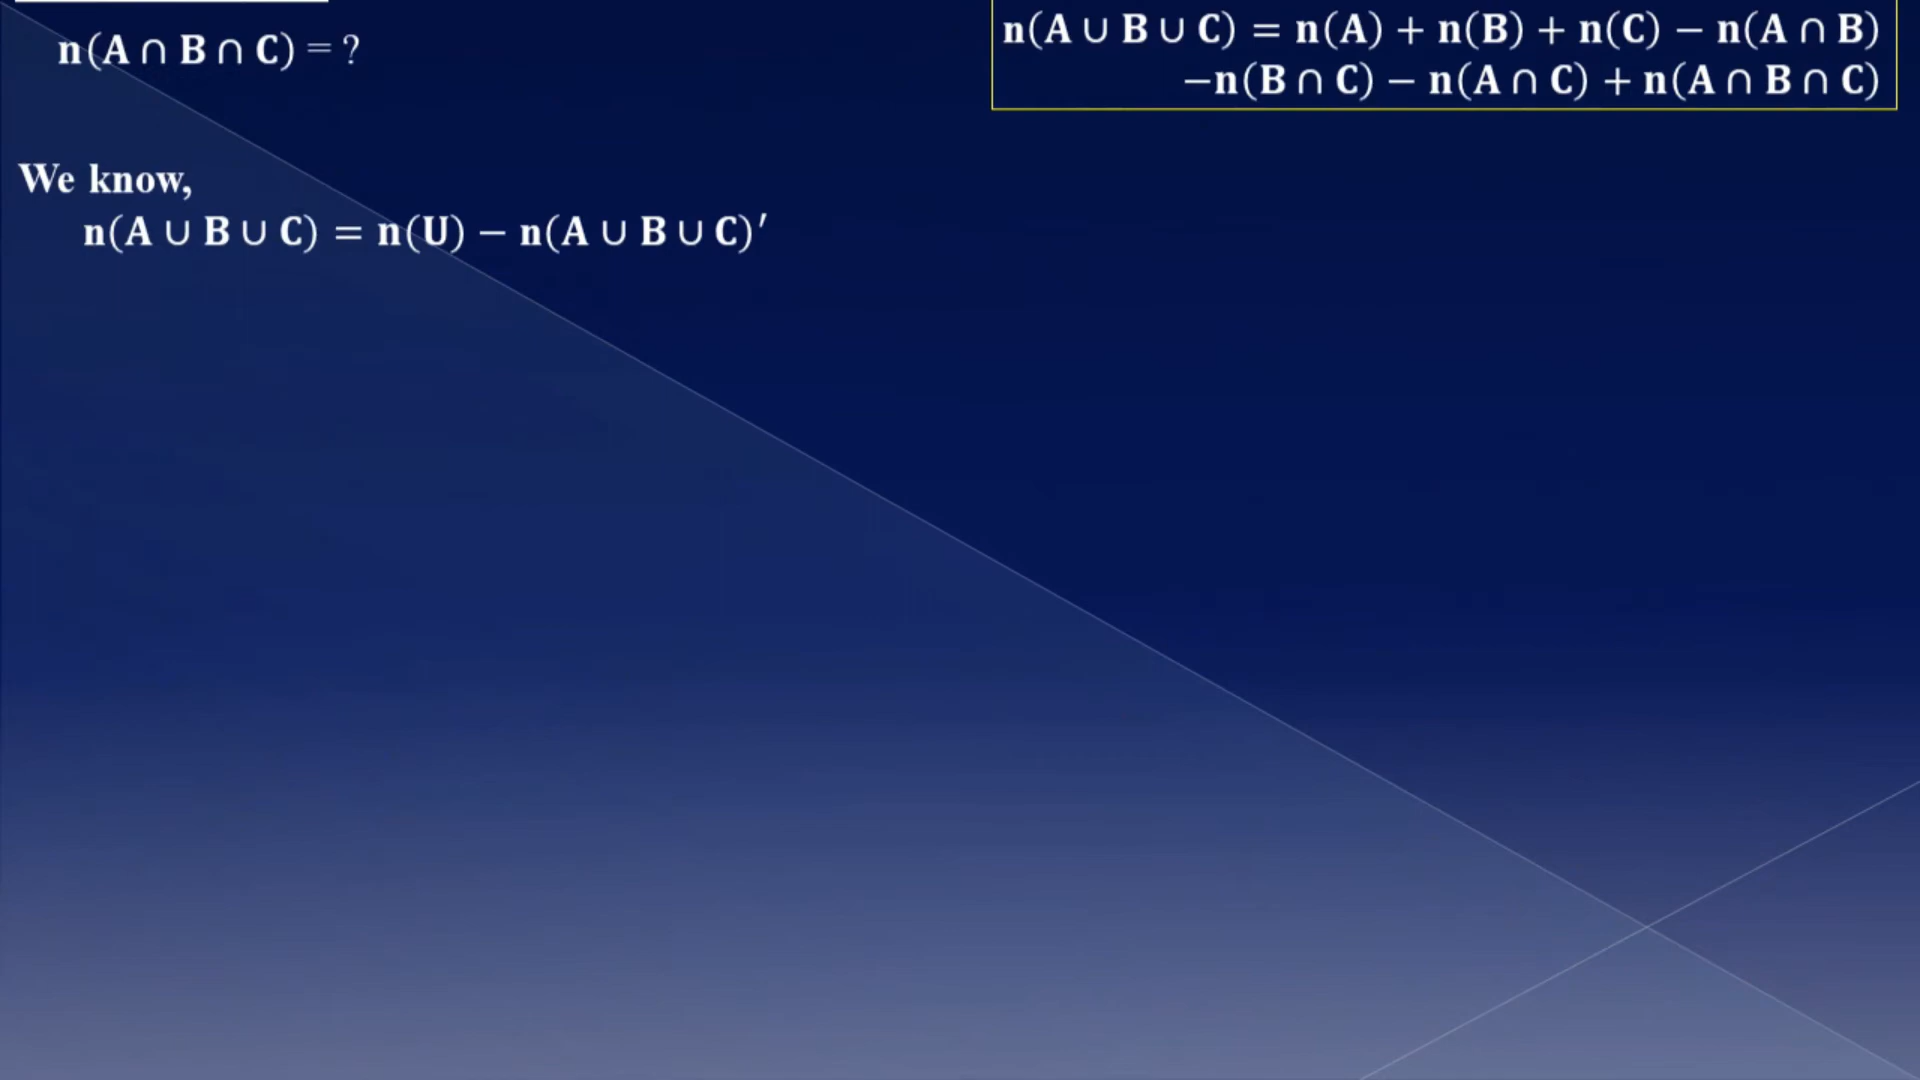 n(A ∩ B ∩ C) = ?
n(A ∪ B ∪ C) = n(A) + n(B) + n(C) − n(A ∩ B)
−n(B ∩ C) − n(A ∩ C) + n(A ∩ B ∩ C)
We know,
n(A ∪ B ∪ C) = n(U) − n(A ∪ B ∪ C)′